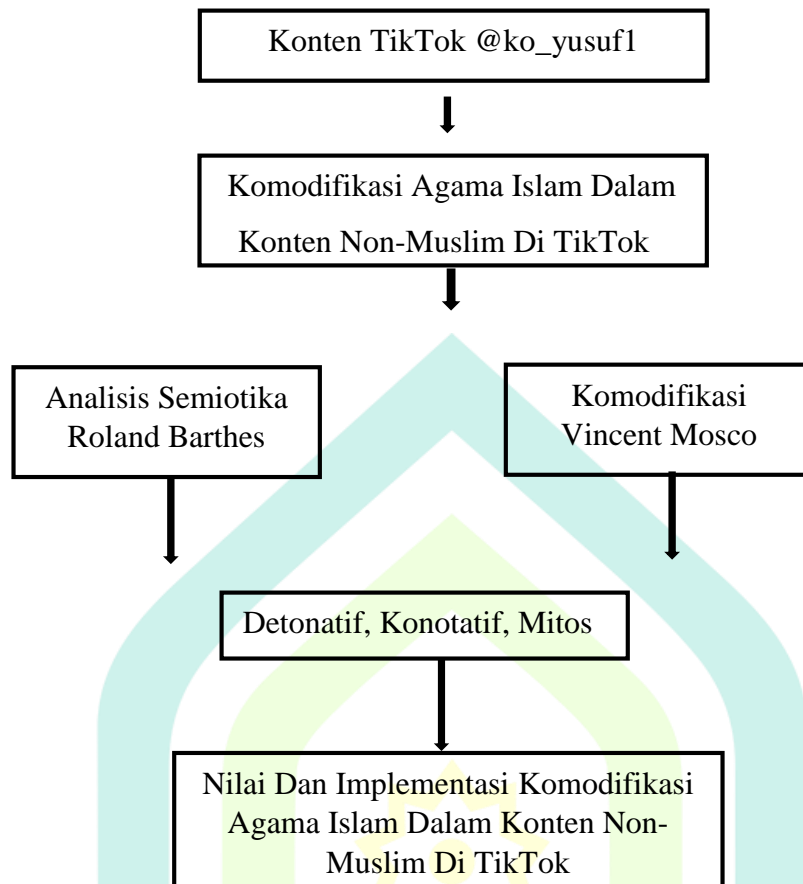 Konten TikTok @ko_yusuf1
Komodifikasi Agama Islam Dalam
Konten Non-Muslim Di TikTok
Analisis Semiotika
Roland Barthes
Komodifikasi
Vincent Mosco
Detonatif, Konotatif, Mitos
Nilai Dan Implementasi Komodifikasi
Agama Islam Dalam Konten Non-
Muslim Di TikTok